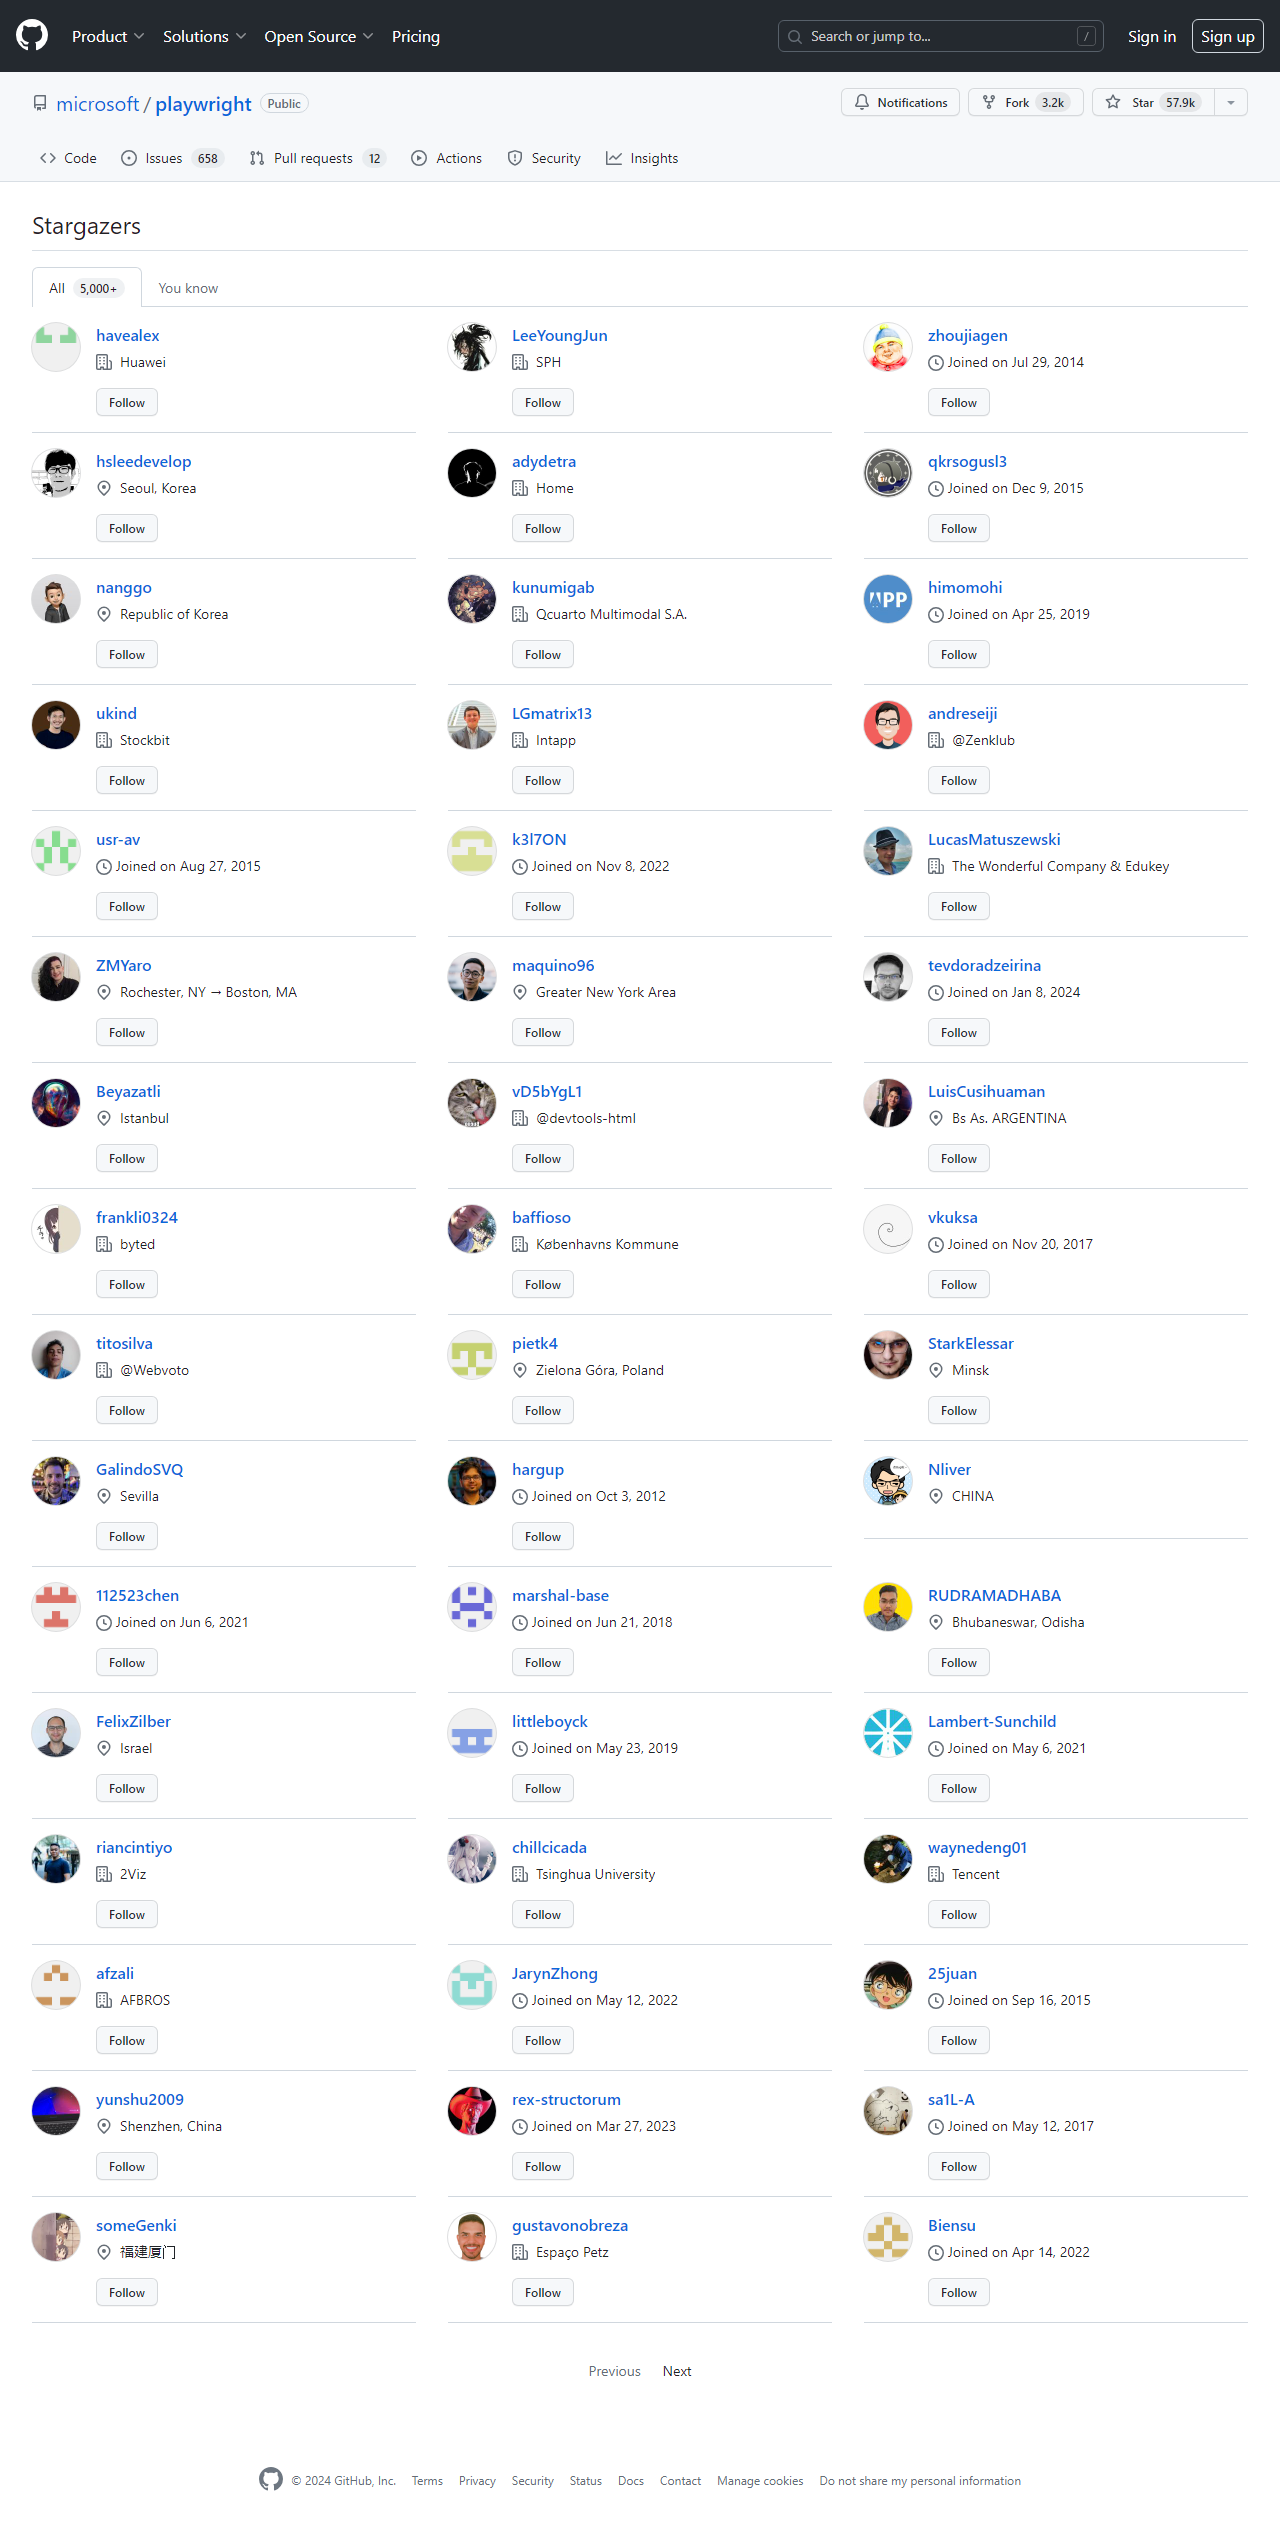 Product Solutions Open Source Pricing Search or jump to... / Sign in Sign up
microsoft / playwright Public Notifications Fork 3.2k Star 57.9k
Code Issues 658 Pull requests 12 Actions Security Insights
Stargazers
All 5,000+ You know
havealex
Huawei
Follow
LeeYoungJun
SPH
Follow
zhoujiagen
Joined on Jul 29, 2014
Follow
hsleedevelop
Seoul, Korea
Follow
adydetra
Home
Follow
qkrsogusl3
Joined on Dec 9, 2015
Follow
nanggo
Republic of Korea
Follow
kunumigab
Qcuarto Multimodal S.A.
Follow
himomohi
Joined on Apr 25, 2019
Follow
ukind
Stockbit
Follow
LGmatrix13
Intapp
Follow
andreseiji
@Zenklub
Follow
usr-av
Joined on Aug 27, 2015
Follow
k3l7ON
Joined on Nov 8, 2022
Follow
LucasMatuszewski
The Wonderful Company & Edukey
Follow
ZMYaro
Rochester, NY → Boston, MA
Follow
maquino96
Greater New York Area
Follow
tevdoradzeirina
Joined on Jan 8, 2024
Follow
Beyazatli
Istanbul
Follow
vD5bYgL1
@devtools-html
Follow
LuisCusihuaman
Bs As. ARGENTINA
Follow
frankli0324
byted
Follow
baffioso
Københavns Kommune
Follow
vkuksa
Joined on Nov 20, 2017
Follow
titosilva
@Webvoto
Follow
pietk4
Zielona Góra, Poland
Follow
StarkElessar
Minsk
Follow
GalindoSVQ
Sevilla
Follow
hargup
Joined on Oct 3, 2012
Follow
Nliver
CHINA
112523chen
Joined on Jun 6, 2021
Follow
marshal-base
Joined on Jun 21, 2018
Follow
RUDRAMADHABA
Bhubaneswar, Odisha
Follow
FelixZilber
Israel
Follow
littleboyck
Joined on May 23, 2019
Follow
Lambert-Sunchild
Joined on May 6, 2021
Follow
riancintiyo
2Viz
Follow
chillcicada
Tsinghua University
Follow
waynedeng01
Tencent
Follow
afzali
AFBROS
Follow
JarynZhong
Joined on May 12, 2022
Follow
25juan
Joined on Sep 16, 2015
Follow
yunshu2009
Shenzhen, China
Follow
rex-structorum
Joined on Mar 27, 2023
Follow
sa1L-A
Joined on May 12, 2017
Follow
someGenki
福建厦门
Follow
gustavonobreza
Espaço Petz
Follow
Biensu
Joined on Apr 14, 2022
Follow
Previous Next
© 2024 GitHub, Inc. Terms Privacy Security Status Docs Contact Manage cookies Do not share my personal information